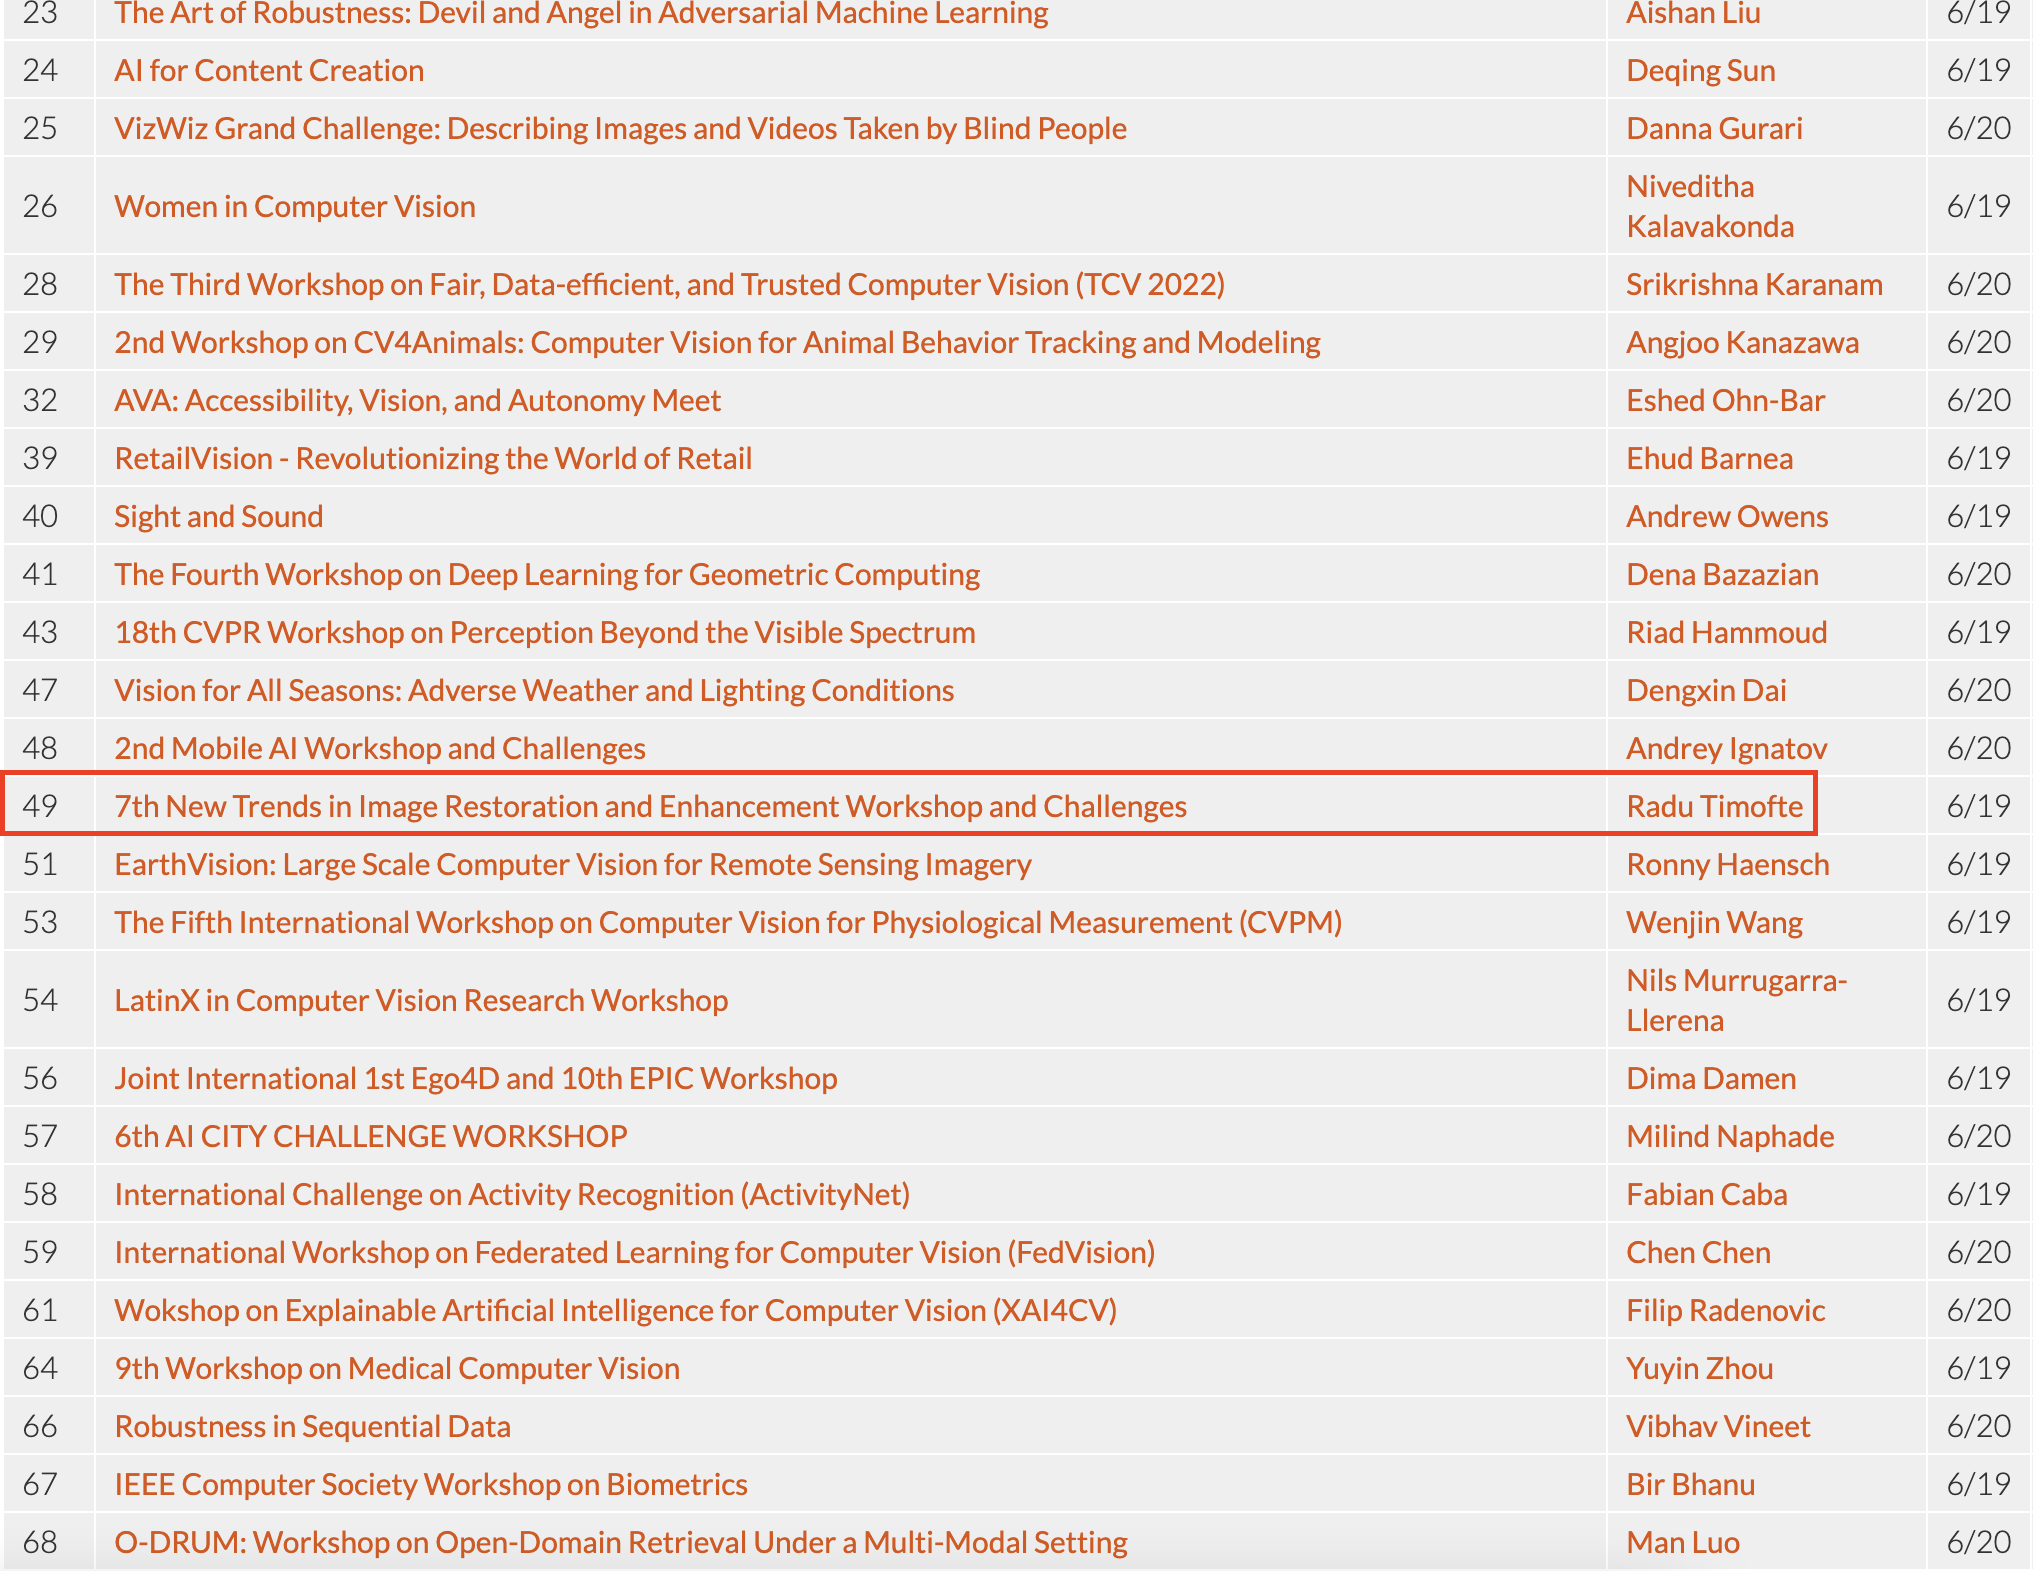 23 The Art of Robustness: Devil and Angel in Adversarial Machine Learning Aishan Liu 6/19
24 AI for Content Creation Deqing Sun 6/19
25 VizWiz Grand Challenge: Describing Images and Videos Taken by Blind People Danna Gurari 6/20
26 Women in Computer Vision Niveditha Kalavakonda 6/19
28 The Third Workshop on Fair, Data-efficient, and Trusted Computer Vision (TCV 2022) Srikrishna Karanam 6/20
29 2nd Workshop on CV4Animals: Computer Vision for Animal Behavior Tracking and Modeling Angjoo Kanazawa 6/20
32 AVA: Accessibility, Vision, and Autonomy Meet Eshed Ohn-Bar 6/20
39 RetailVision - Revolutionizing the World of Retail Ehud Barnea 6/19
40 Sight and Sound Andrew Owens 6/19
41 The Fourth Workshop on Deep Learning for Geometric Computing Dena Bazazian 6/20
43 18th CVPR Workshop on Perception Beyond the Visible Spectrum Riad Hammoud 6/19
47 Vision for All Seasons: Adverse Weather and Lighting Conditions Dengxin Dai 6/20
48 2nd Mobile AI Workshop and Challenges Andrey Ignatov 6/20
49 7th New Trends in Image Restoration and Enhancement Workshop and Challenges Radu Timofte 6/19
51 EarthVision: Large Scale Computer Vision for Remote Sensing Imagery Ronny Haensch 6/19
53 The Fifth International Workshop on Computer Vision for Physiological Measurement (CVPM) Wenjin Wang 6/19
54 LatinX in Computer Vision Research Workshop Nils Murrugarra-Llerena 6/19
56 Joint International 1st Ego4D and 10th EPIC Workshop Dima Damen 6/19
57 6th AI CITY CHALLENGE WORKSHOP Milind Naphade 6/20
58 International Challenge on Activity Recognition (ActivityNet) Fabian Caba 6/19
59 International Workshop on Federated Learning for Computer Vision (FedVision) Chen Chen 6/20
61 Wokshop on Explainable Artificial Intelligence for Computer Vision (XAI4CV) Filip Radenovic 6/20
64 9th Workshop on Medical Computer Vision Yuyin Zhou 6/19
66 Robustness in Sequential Data Vibhav Vineet 6/20
67 IEEE Computer Society Workshop on Biometrics Bir Bhanu 6/19
68 O-DRUM: Workshop on Open-Domain Retrieval Under a Multi-Modal Setting Man Luo 6/20